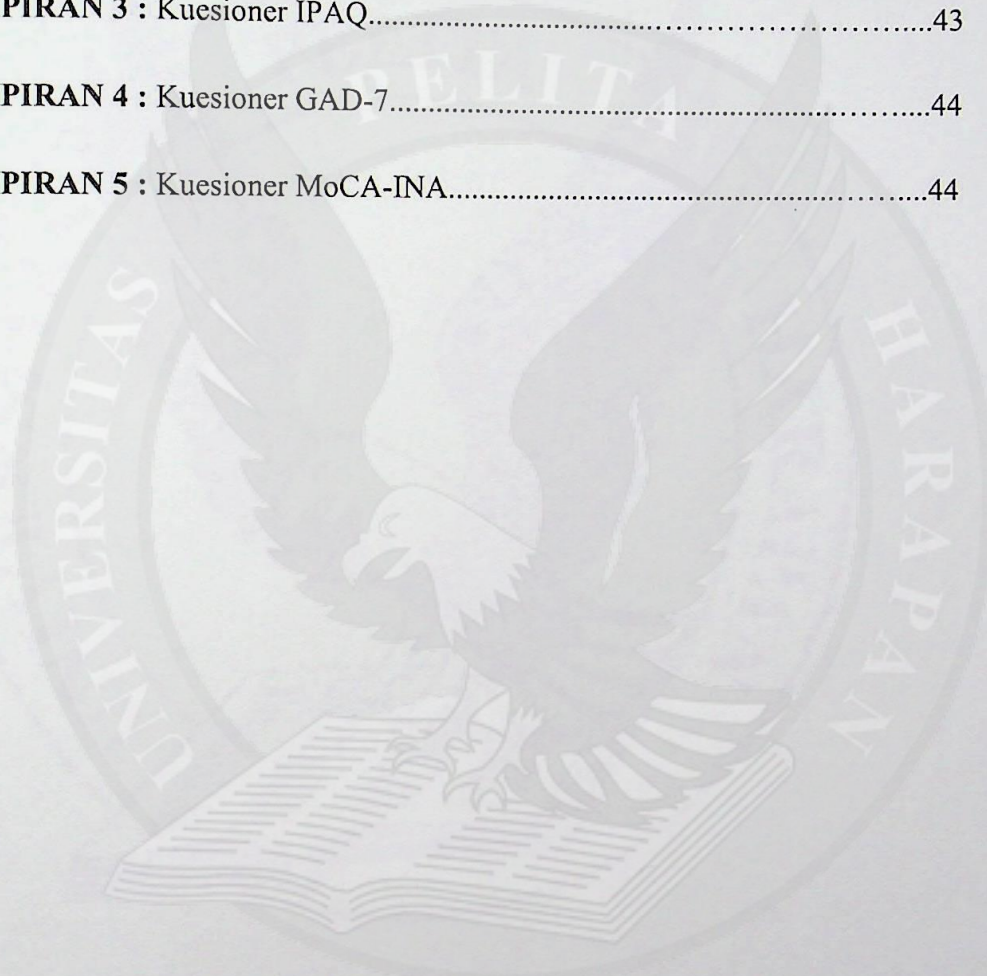 PIRAN 3 : Kuesioner IPAQ..........................................................................43
PIRAN 4 : Kuesioner GAD-7.......................................................................44
PIRAN 5 : Kuesioner MoCA-INA................................................................44
UNIVERSITAS PELITA HARAPAN